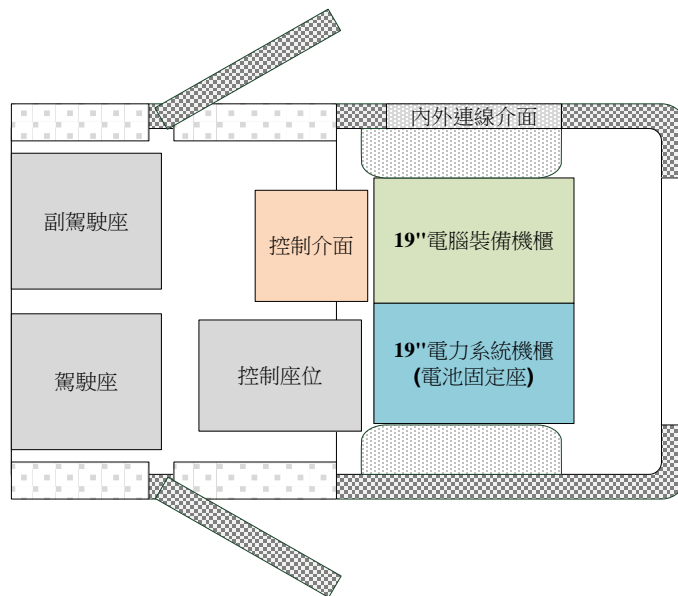 內外連線介面
副駕駛座
控制介面
19"電腦裝備機櫃
駕駛座
控制座位
19"電力系統機櫃
(電池固定座)